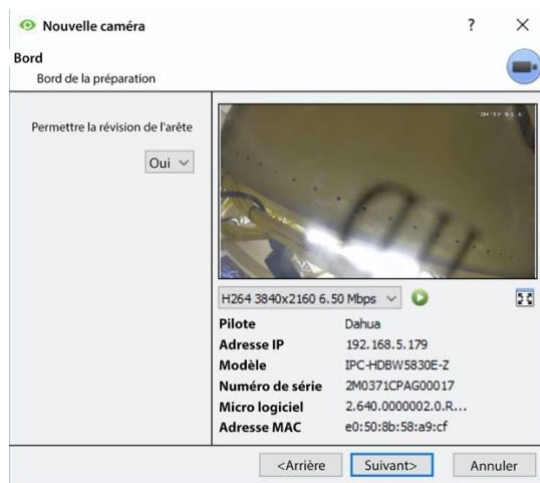 Nouvelle caméra
?
Bord
Bord de la préparation
Permettre la révision de l'arête
Oui
H264 3840x2160 6.50 Mbps
Pilote Dahua
Adresse IP 192.168.5.179
Modèle IPC-HDBW5830E-Z
Numéro de série 2M0371CPAG00017
Micro logiciel 2.640.0000002.0.R...
Adresse MAC e0:50:8b:58:a9:cf
<Arrière Suivant> Annuler